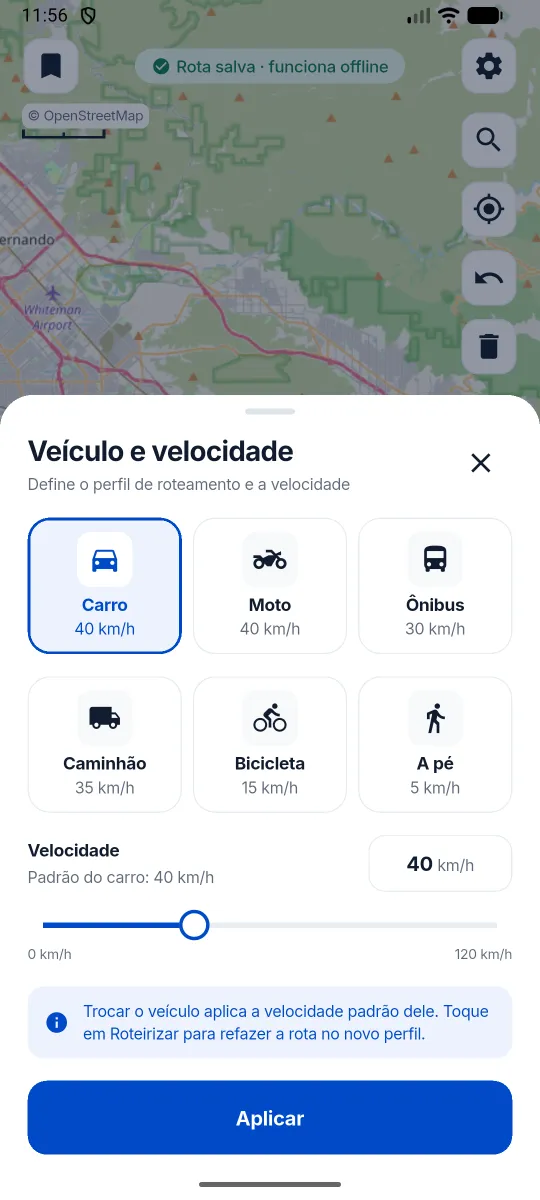 11:56
Rota salva · funciona offline
© OpenStreetMap
ernando
Whiteman
Airport
Veículo e velocidade
Define o perfil de roteamento e a velocidade
Carro
40 km/h
Moto
40 km/h
Ônibus
30 km/h
Caminhão
35 km/h
Bicicleta
15 km/h
A pé
5 km/h
Velocidade
Padrão do carro: 40 km/h
40 km/h
0 km/h
120 km/h
Trocar o veículo aplica a velocidade padrão dele. Toque
em Roteirizar para refazer a rota no novo perfil.
Aplicar